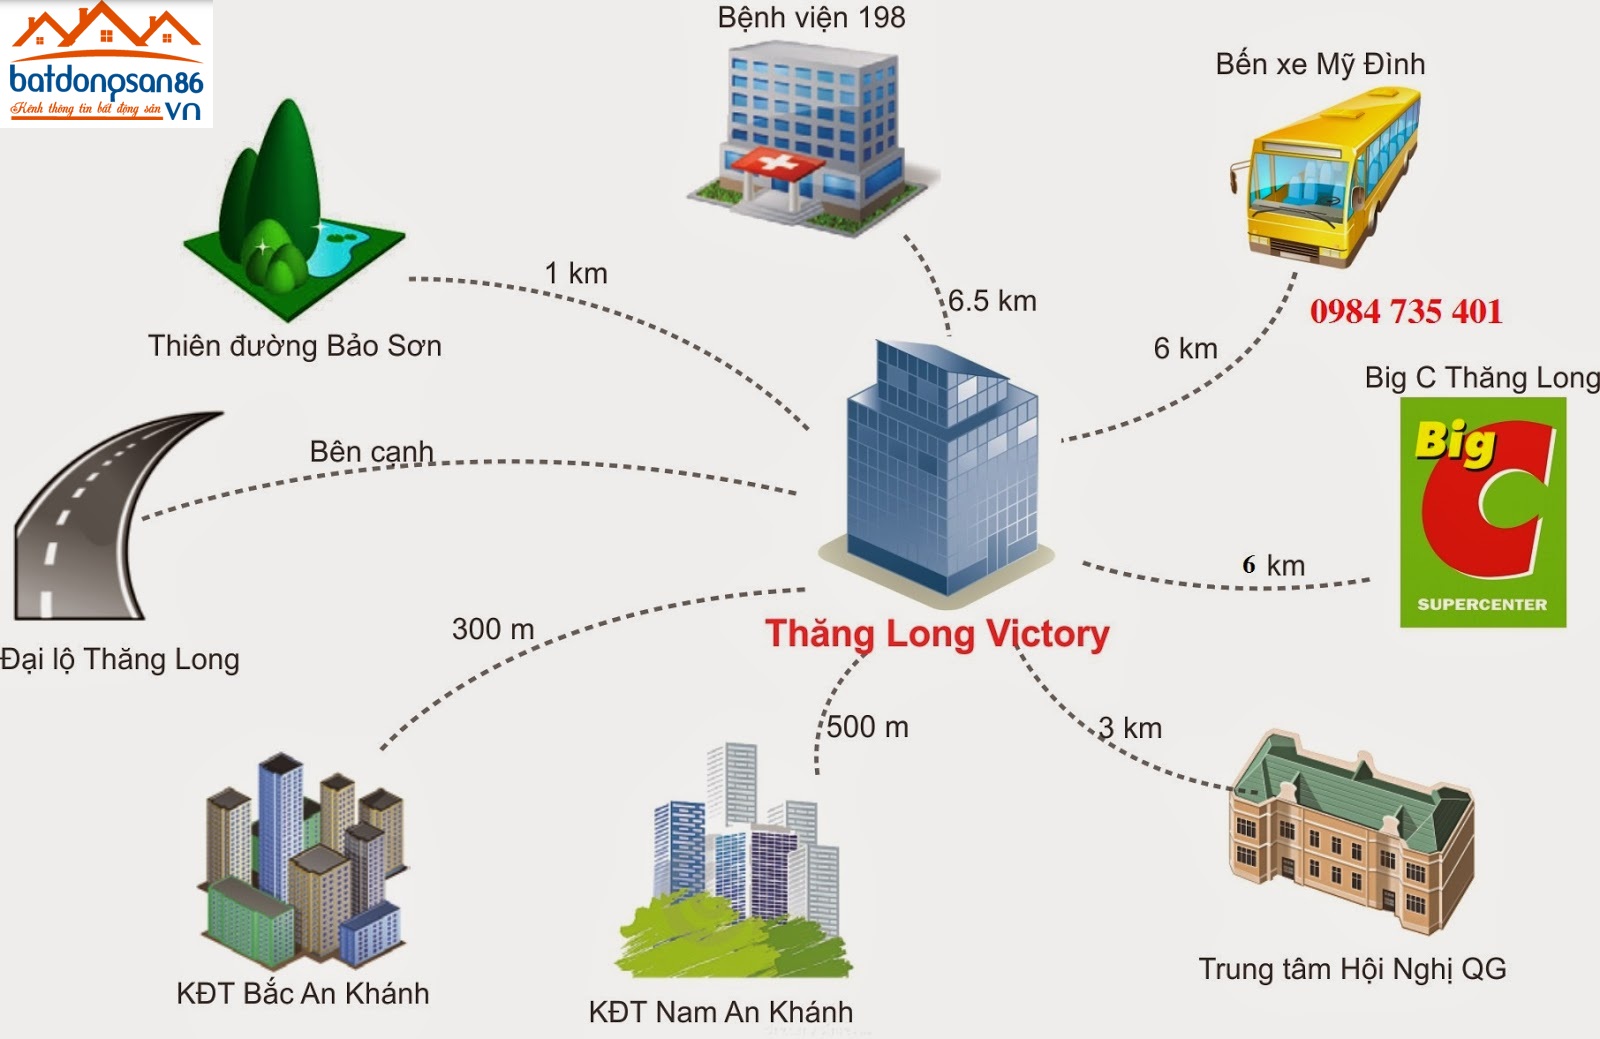 batdongsan86
Kênh thông tin bất động sản
vn
Bệnh viện 198
Bến xe Mỹ Đình
1 km
6.5 km
0984 735 401
Thiên đường Bảo Sơn
6 km
Big C Thăng Long
Bên cạnh
Big
C
6 km
SUPERCENTER
300 m
Thăng Long Victory
Đại lộ Thăng Long
500 m
3 km
Trung tâm Hội Nghị QG
KĐT Bắc An Khánh
KĐT Nam An Khánh